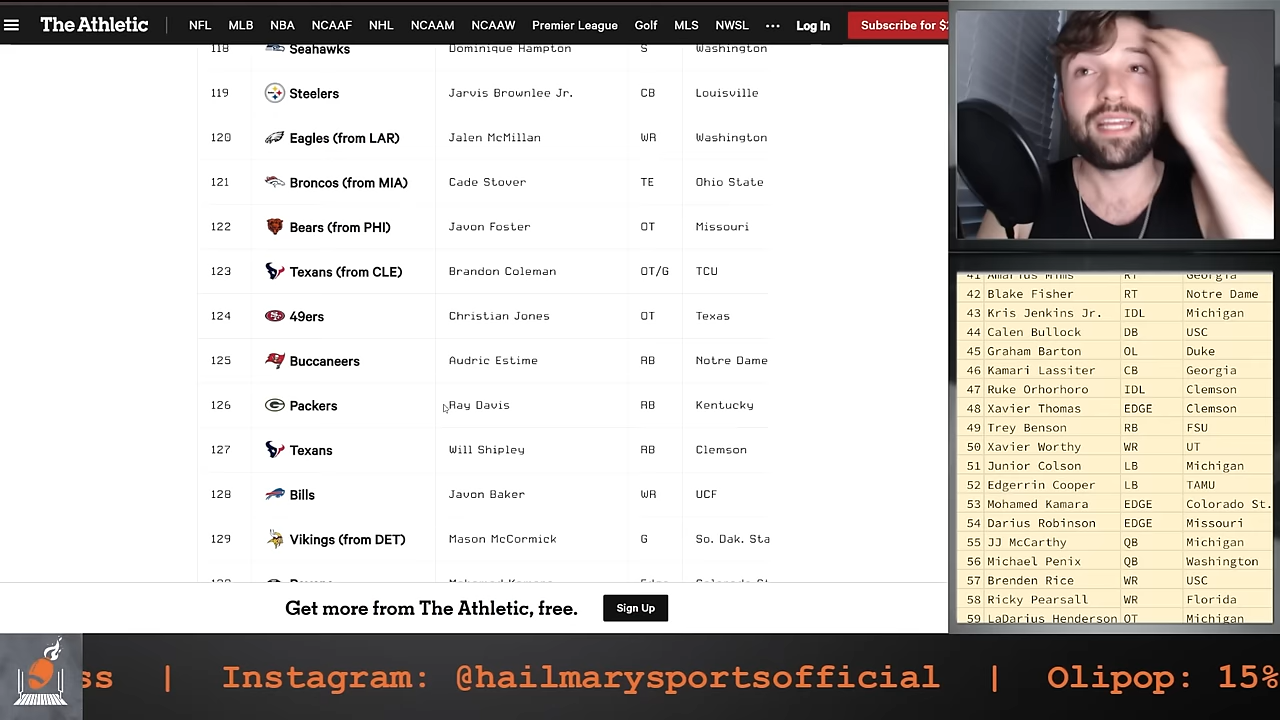 The Athletic NFL MLB NBA NCAAF NHL NCAAM NCAAW Premier League Golf MLS NWSL ••• Log In Subscribe for $2
118 Seahawks Dominique Hampton S Washington
119 Steelers Jarvis Brownlee Jr. CB Louisville
120 Eagles (from LAR) Jalen McMillan WR Washington
121 Broncos (from MIA) Cade Stover TE Ohio State
122 Bears (from PHI) Javon Foster OT Missouri
123 Texans (from CLE) Brandon Coleman OT/G TCU
124 49ers Christian Jones OT Texas
125 Buccaneers Audric Estime RB Notre Dame
126 Packers Ray Davis RB Kentucky
127 Texans Will Shipley RB Clemson
128 Bills Javon Baker WR UCF
129 Vikings (from DET) Mason McCormick G So. Dak. Sta
Get more from The Athletic, free. Sign Up
41 Amarius Mims RT Georgia
42 Blake Fisher RT Notre Dame
43 Kris Jenkins Jr. IDL Michigan
44 Calen Bullock DB USC
45 Graham Barton OL Duke
46 Kamari Lassiter CB Georgia
47 Ruke Orhorhoro IDL Clemson
48 Xavier Thomas EDGE Clemson
49 Trey Benson RB FSU
50 Xavier Worthy WR UT
51 Junior Colson LB Michigan
52 Edgerrin Cooper LB TAMU
53 Mohamed Kamara EDGE Colorado St.
54 Darius Robinson EDGE Missouri
55 JJ McCarthy QB Michigan
56 Michael Penix QB Washington
57 Brenden Rice WR USC
58 Ricky Pearsall WR Florida
59 LaDarius Henderson OT Michigan
ss | Instagram: @hailmarysportsofficial | Olipop: 15%